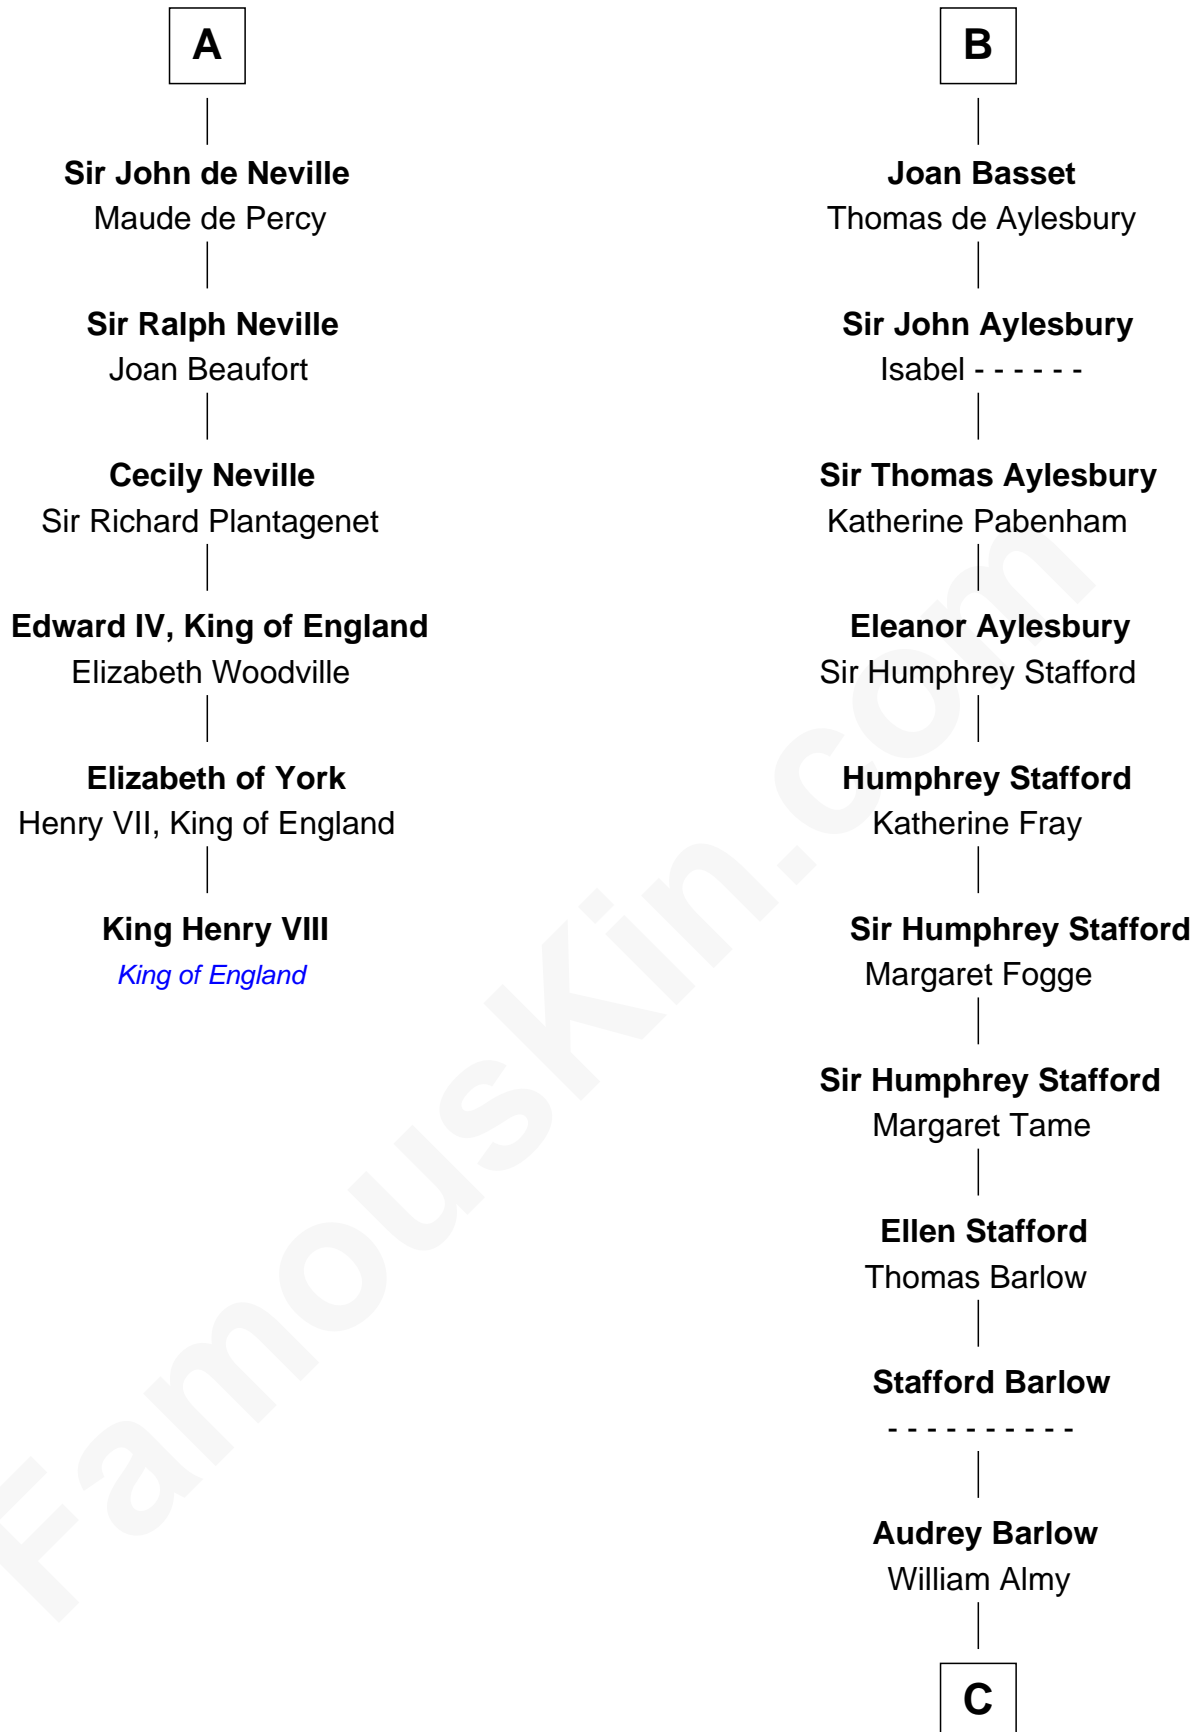 A
Sir John de Neville
Maude de Percy
Sir Ralph Neville
Joan Beaufort
Cecily Neville
Sir Richard Plantagenet
Edward IV, King of England
Elizabeth Woodville
Elizabeth of York
Henry VII, King of England
King Henry VIII
King of England
B
Joan Basset
Thomas de Aylesbury
Sir John Aylesbury
Isabel - - - - - -
Sir Thomas Aylesbury
Katherine Pabenham
Eleanor Aylesbury
Sir Humphrey Stafford
Humphrey Stafford
Katherine Fray
Sir Humphrey Stafford
Margaret Fogge
Sir Humphrey Stafford
Margaret Tame
Ellen Stafford
Thomas Barlow
Stafford Barlow
- - - - - - - - - -
Audrey Barlow
William Almy
C
FamousKin.com